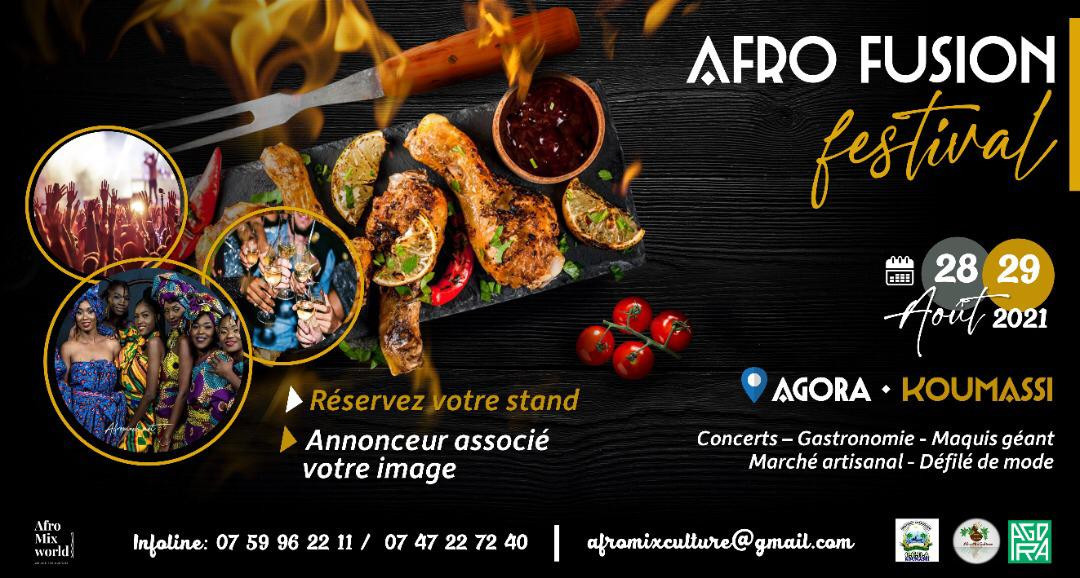 AFRO FUSION
festival
28 29
Août 2021
AGORA • KOUMASSI
Concerts – Gastronomie - Maquis géant
Marché artisanal - Défilé de mode
Réservez votre stand
Annonceur associé
votre image
Afro
Mix
world
Infoline: 07 59 96 22 11 / 07 47 22 72 40
afromixculture@gmail.com
AGO
RA